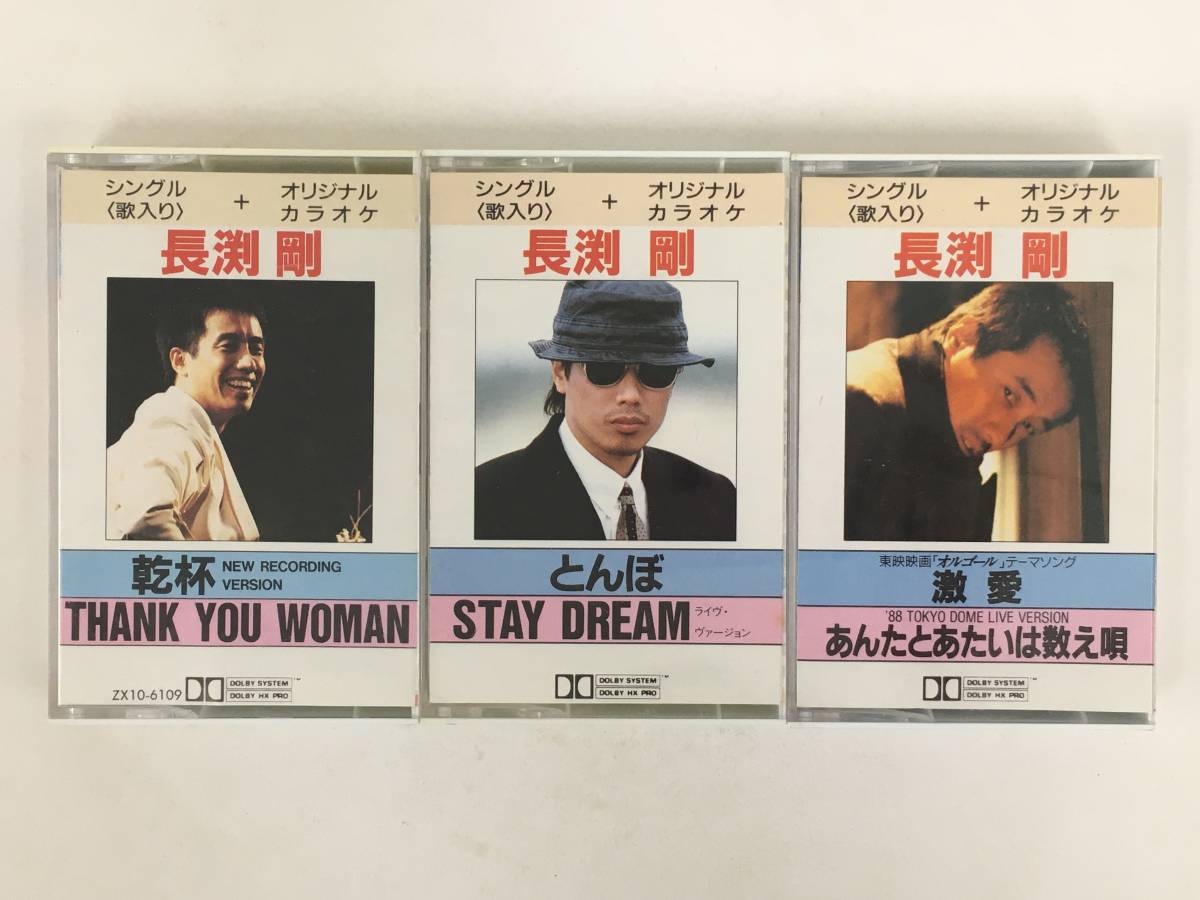 シングル
〈歌入り〉
+
オリジナル
カラオケ
長渕 剛
乾杯 NEW RECORDING
VERSION
THANK YOU WOMAN
ZX10-6109
DOLBY SYSTEM™
DOLBY HX PRO
シングル
〈歌入り〉
+
オリジナル
カラオケ
長渕 剛
とんぼ
STAY DREAM ライヴ・
ヴァージョン
DOLBY SYSTEM™
DOLBY HX PRO
シングル
〈歌入り〉
+
オリジナル
カラオケ
長渕 剛
東映映画「オルゴール」テーマソング
激愛
'88 TOKYO DOME LIVE VERSION
あんたとあたいは数え唄
DOLBY SYSTEM™
DOLBY HX PRO